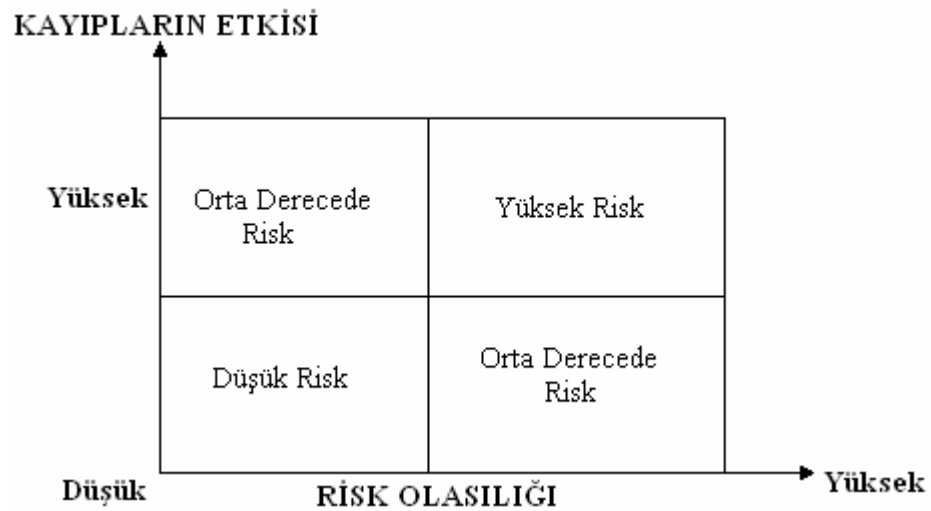 KAYIPLARIN ETKİSİ
Yüksek
Orta Derecede
Risk
Yüksek Risk
Düşük Risk
Orta Derecede
Risk
Düşük
RİSK OLASILIĞI
Yüksek